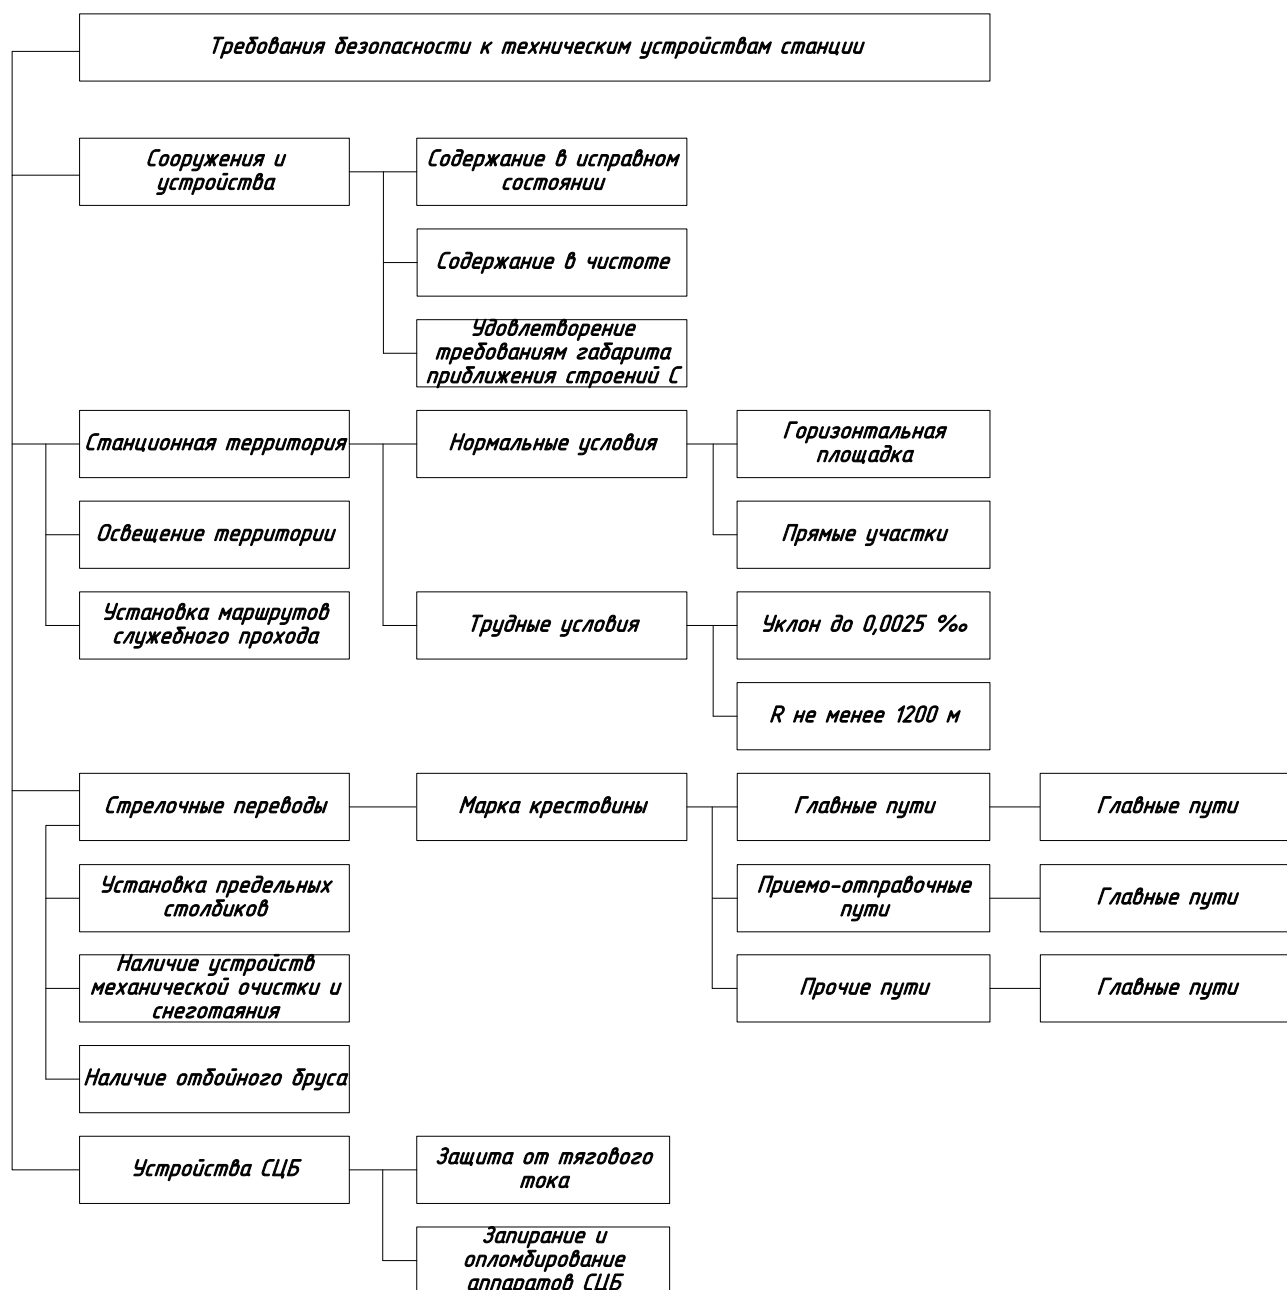 Требования безопасности к техническим устройствам станции
Сооружения и
устройства
Содержание в исправном
состоянии
Содержание в чистоте
Удовлетворение
требованиям габарита
приближения строений С
Станционная территория
Нормальные условия
Горизонтальная
площадка
Освещение территории
Прямые участки
Установка маршрутов
служебного прохода
Трудные условия
Уклон до 0,0025 ‰
R не менее 1200 м
Стрелочные переводы
Марка крестовины
Главные пути
Главные пути
Установка предельных
столбиков
Приемо-отправочные
пути
Главные пути
Наличие устройств
механической очистки и
снеготаяния
Прочие пути
Главные пути
Наличие отбойного бруса
Устройства СЦБ
Защита от тягового
тока
Запирание и
опломбирование
аппаратов СЦБ